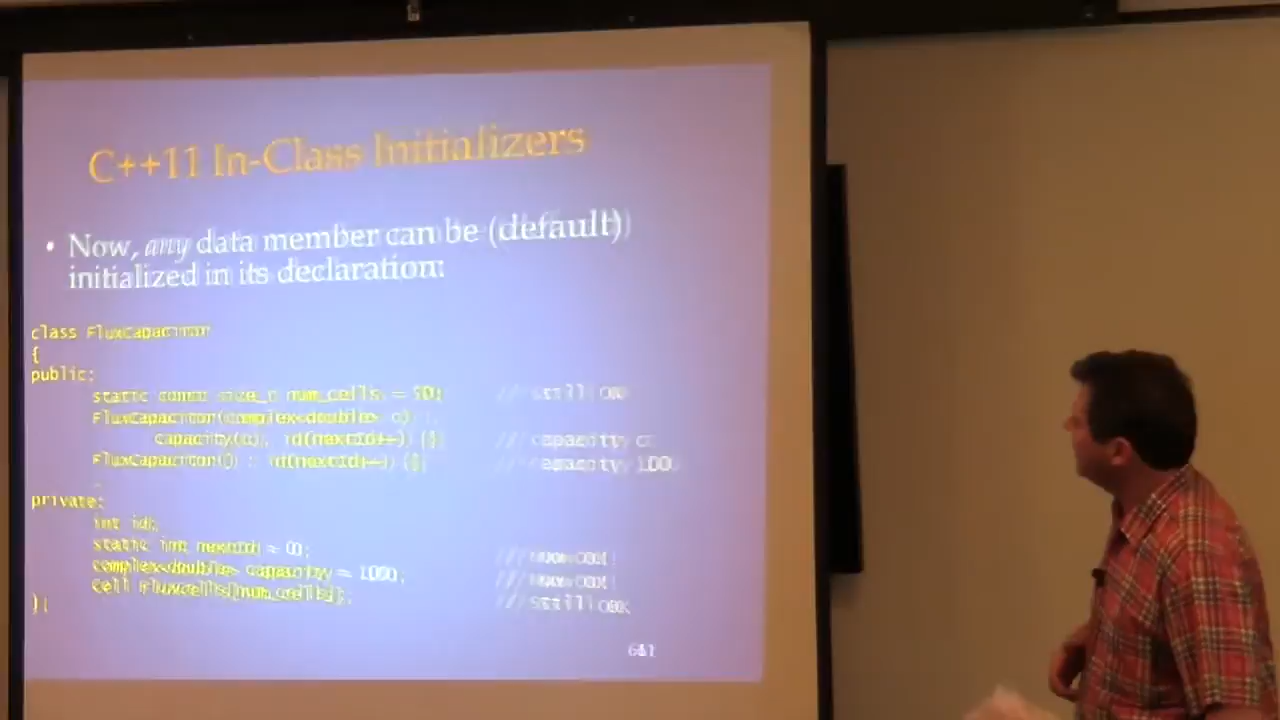 C++11 In-Class Initializers
• Now, any data member can be (default)
initialized in its declaration:
class FluxCapacitor
{
public:
static const size_t num_cells = 50; // still OK
FluxCapacitor(complex<double> c) :
capacity(c), id(nextId++) {} // capacity c
FluxCapacitor() : id(nextId++) {} // capacity 100
private:
int id;
static int nextId = 0; // now OK!
complex<double> capacity = 100; // now OK!
Cell FluxCells[num_cells]; // still OK
};